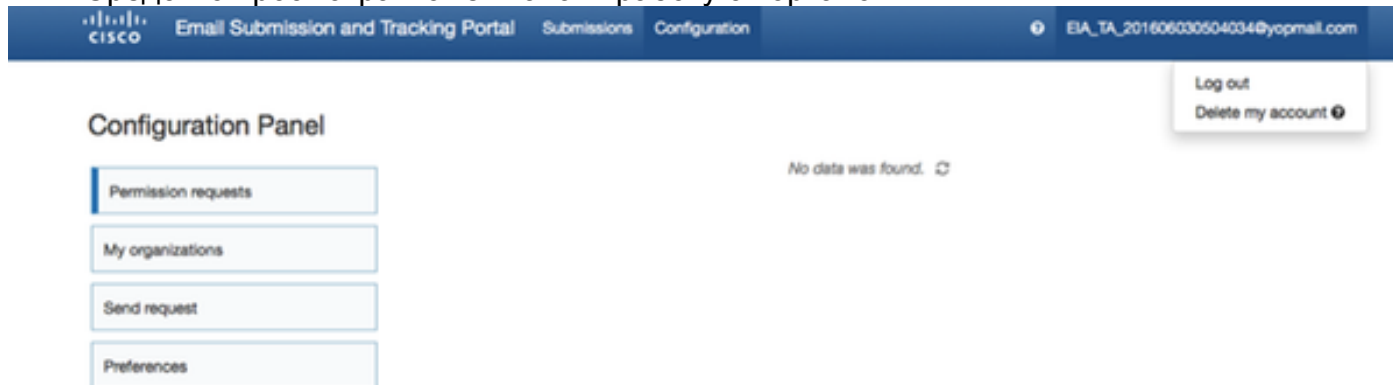 CISCO Email Submission and Tracking Portal Submissions Configuration EIA_TA_201606030504034@yopmail.com
Log out
Delete my account
Configuration Panel
No data was found.
Permission requests
My organizations
Send request
Preferences